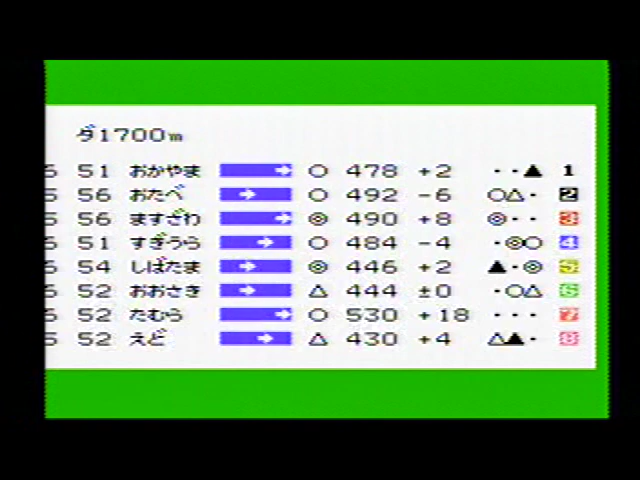 ダ1700m
5 51 おかやま → ○ 478 +2 ・・▲ 1
5 56 おたべ → ○ 492 -6 ○△・ 2
5 56 ますざわ → ◎ 490 +8 ◎・・ 3
5 51 すぎうら → ○ 484 -4 ・◎○ 4
5 54 しばたま → ◎ 446 +2 ▲・◎ 5
5 52 おおさき → △ 444 ±0 ・○△ 6
5 52 たむら → ○ 530 +18 ・・・ 7
5 52 えど → △ 430 +4 △▲・ 8